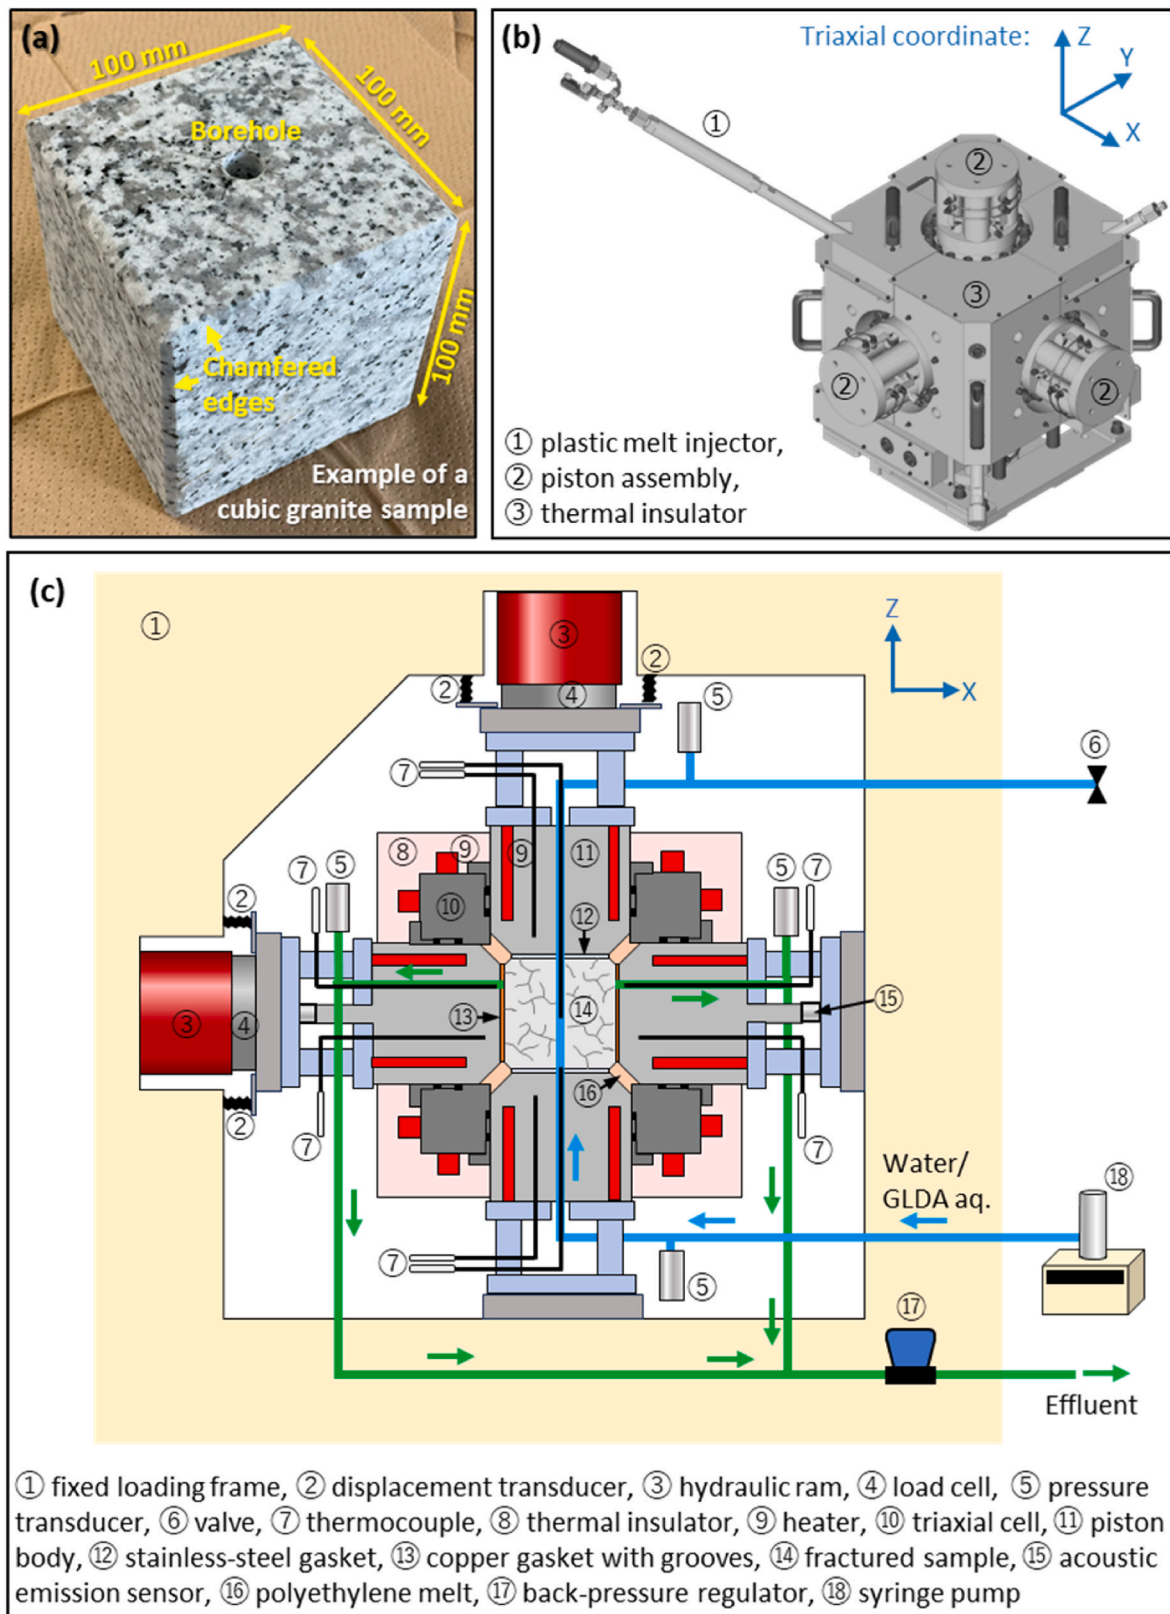 (a)
100 mm
100 mm
Borehole
100 mm
Chamfered
edges
Example of a
cubic granite sample
(b)
Triaxial coordinate:
Z
Y
X
①
②
③
②
②
① plastic melt injector,
② piston assembly,
③ thermal insulator
(c)
①
③
②
②
④
⑤
Z
X
⑥
⑦
⑧
⑨
⑨
⑪
⑤
⑦
⑤
⑦
②
⑩
⑫
③
④
⑬
⑭
⑮
②
⑦
⑯
⑦
Water/
GLDA aq.
⑱
⑦
⑤
⑰
Effluent
① fixed loading frame, ② displacement transducer, ③ hydraulic ram, ④ load cell, ⑤ pressure
transducer, ⑥ valve, ⑦ thermocouple, ⑧ thermal insulator, ⑨ heater, ⑩ triaxial cell, ⑪ piston
body, ⑫ stainless-steel gasket, ⑬ copper gasket with grooves, ⑭ fractured sample, ⑮ acoustic
emission sensor, ⑯ polyethylene melt, ⑰ back-pressure regulator, ⑱ syringe pump